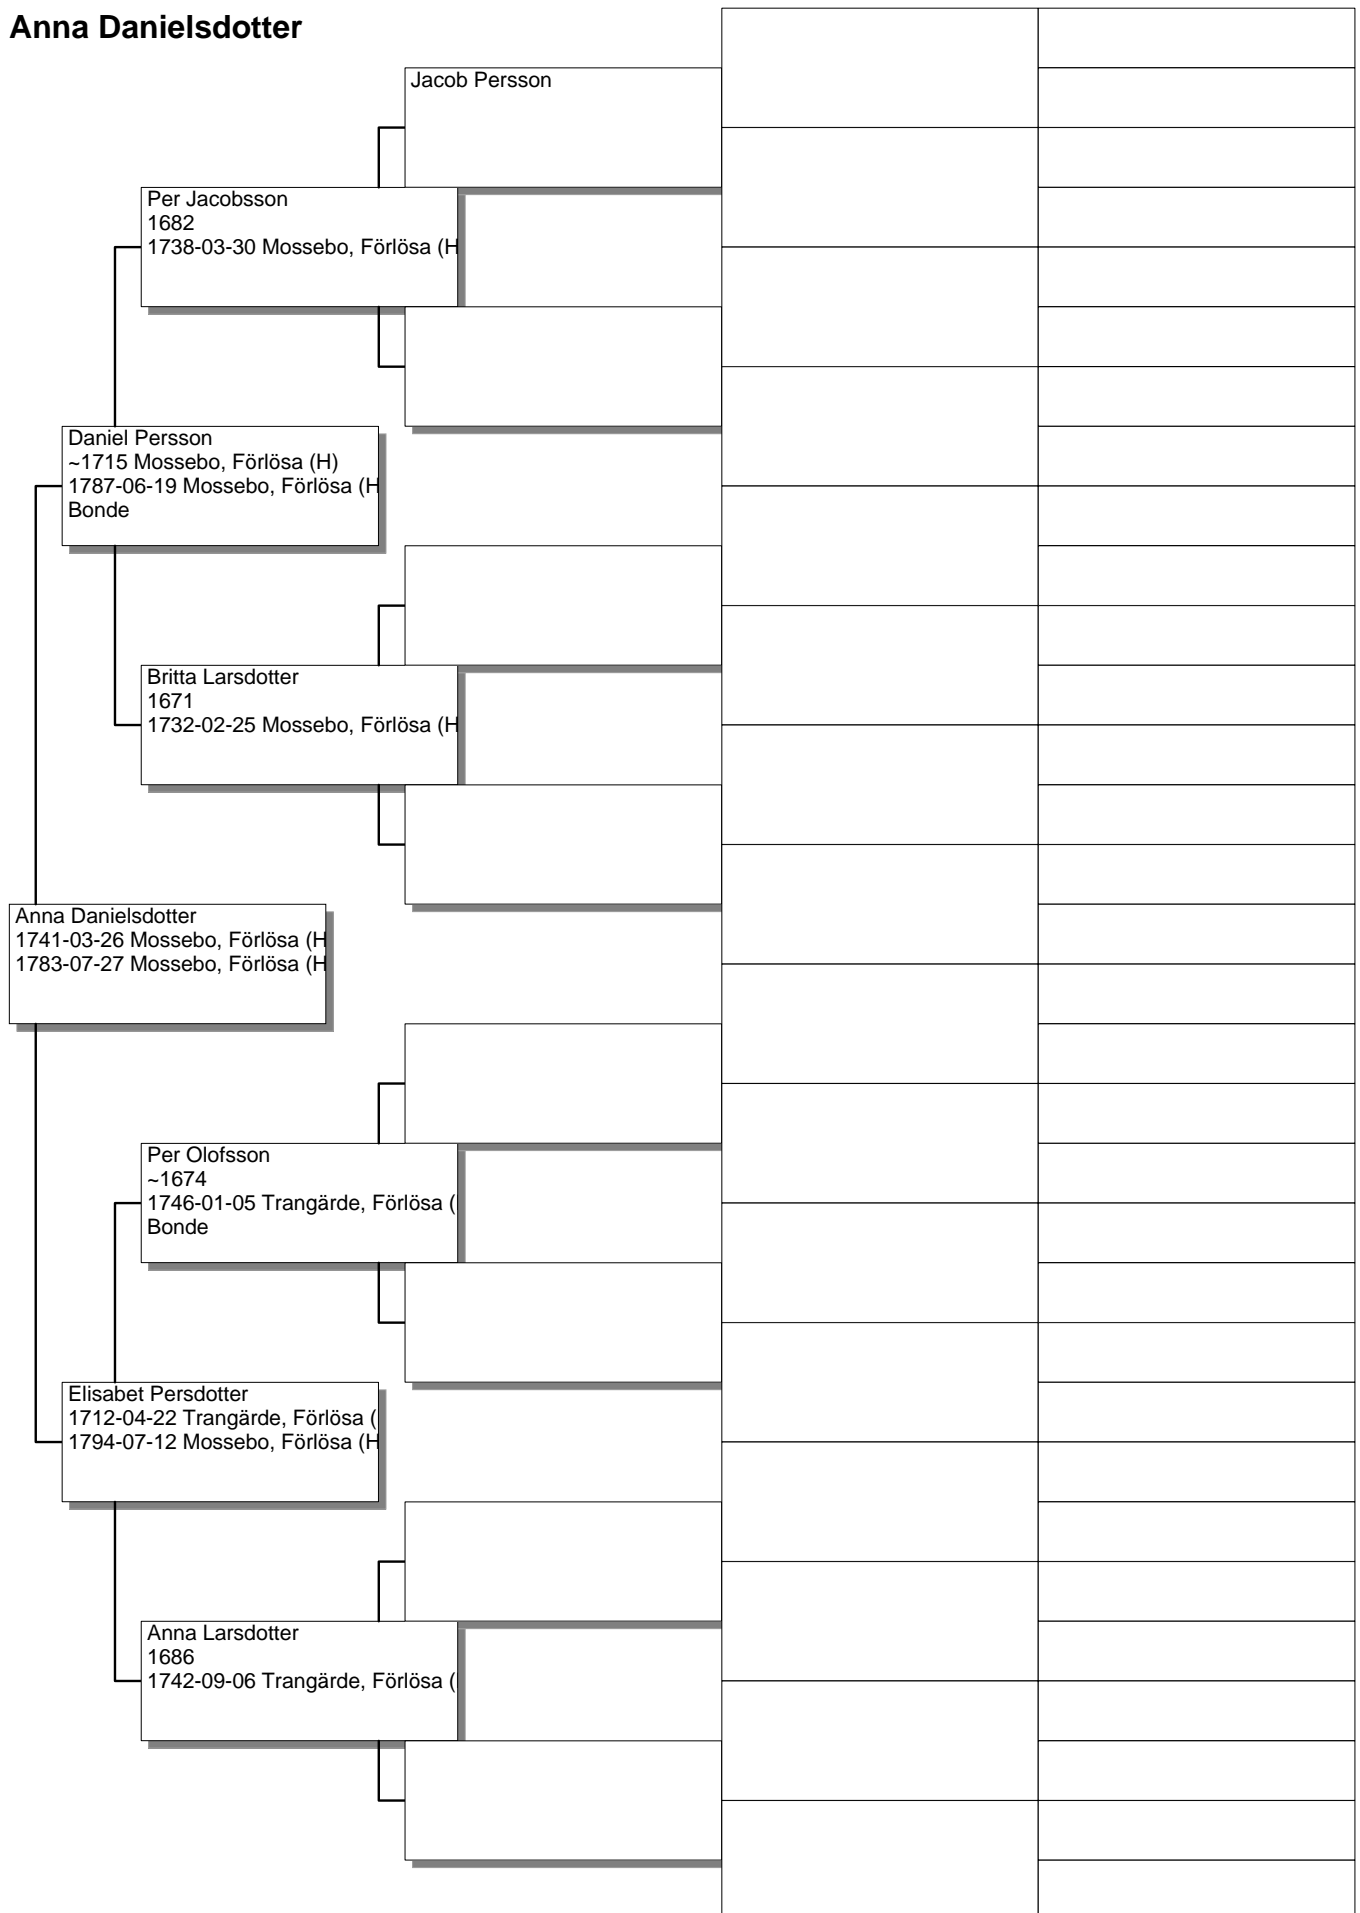 Anna Danielsdotter
Jacob Persson
Per Jacobsson
1682
1738-03-30 Mossebo, Förlösa (H
Daniel Persson
~1715 Mossebo, Förlösa (H)
1787-06-19 Mossebo, Förlösa (H
Bonde
Britta Larsdotter
1671
1732-02-25 Mossebo, Förlösa (H
Anna Danielsdotter
1741-03-26 Mossebo, Förlösa (H
1783-07-27 Mossebo, Förlösa (H
Per Olofsson
~1674
1746-01-05 Trangärde, Förlösa (
Bonde
Elisabet Persdotter
1712-04-22 Trangärde, Förlösa (
1794-07-12 Mossebo, Förlösa (H
Anna Larsdotter
1686
1742-09-06 Trangärde, Förlösa (